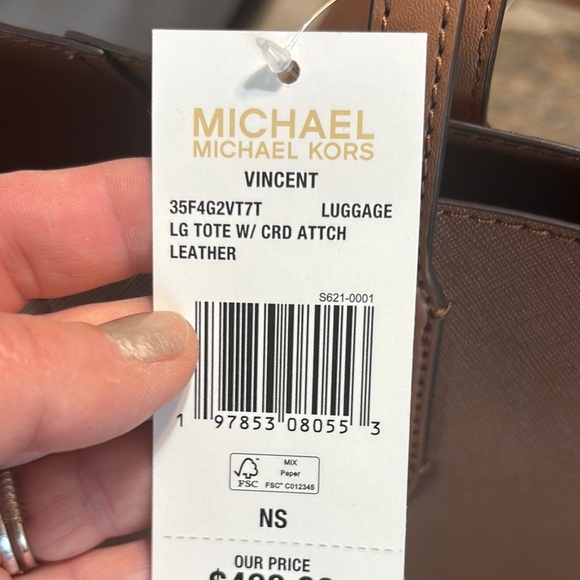 MICHAEL
MICHAEL KORS
VINCENT
35F4G2VT7T LUGGAGE
LG TOTE W/ CRD ATTCH
LEATHER
S621-0001
1 97853 08055 3
FSC
MIX
Paper
FSC™ C012345
NS
OUR PRICE